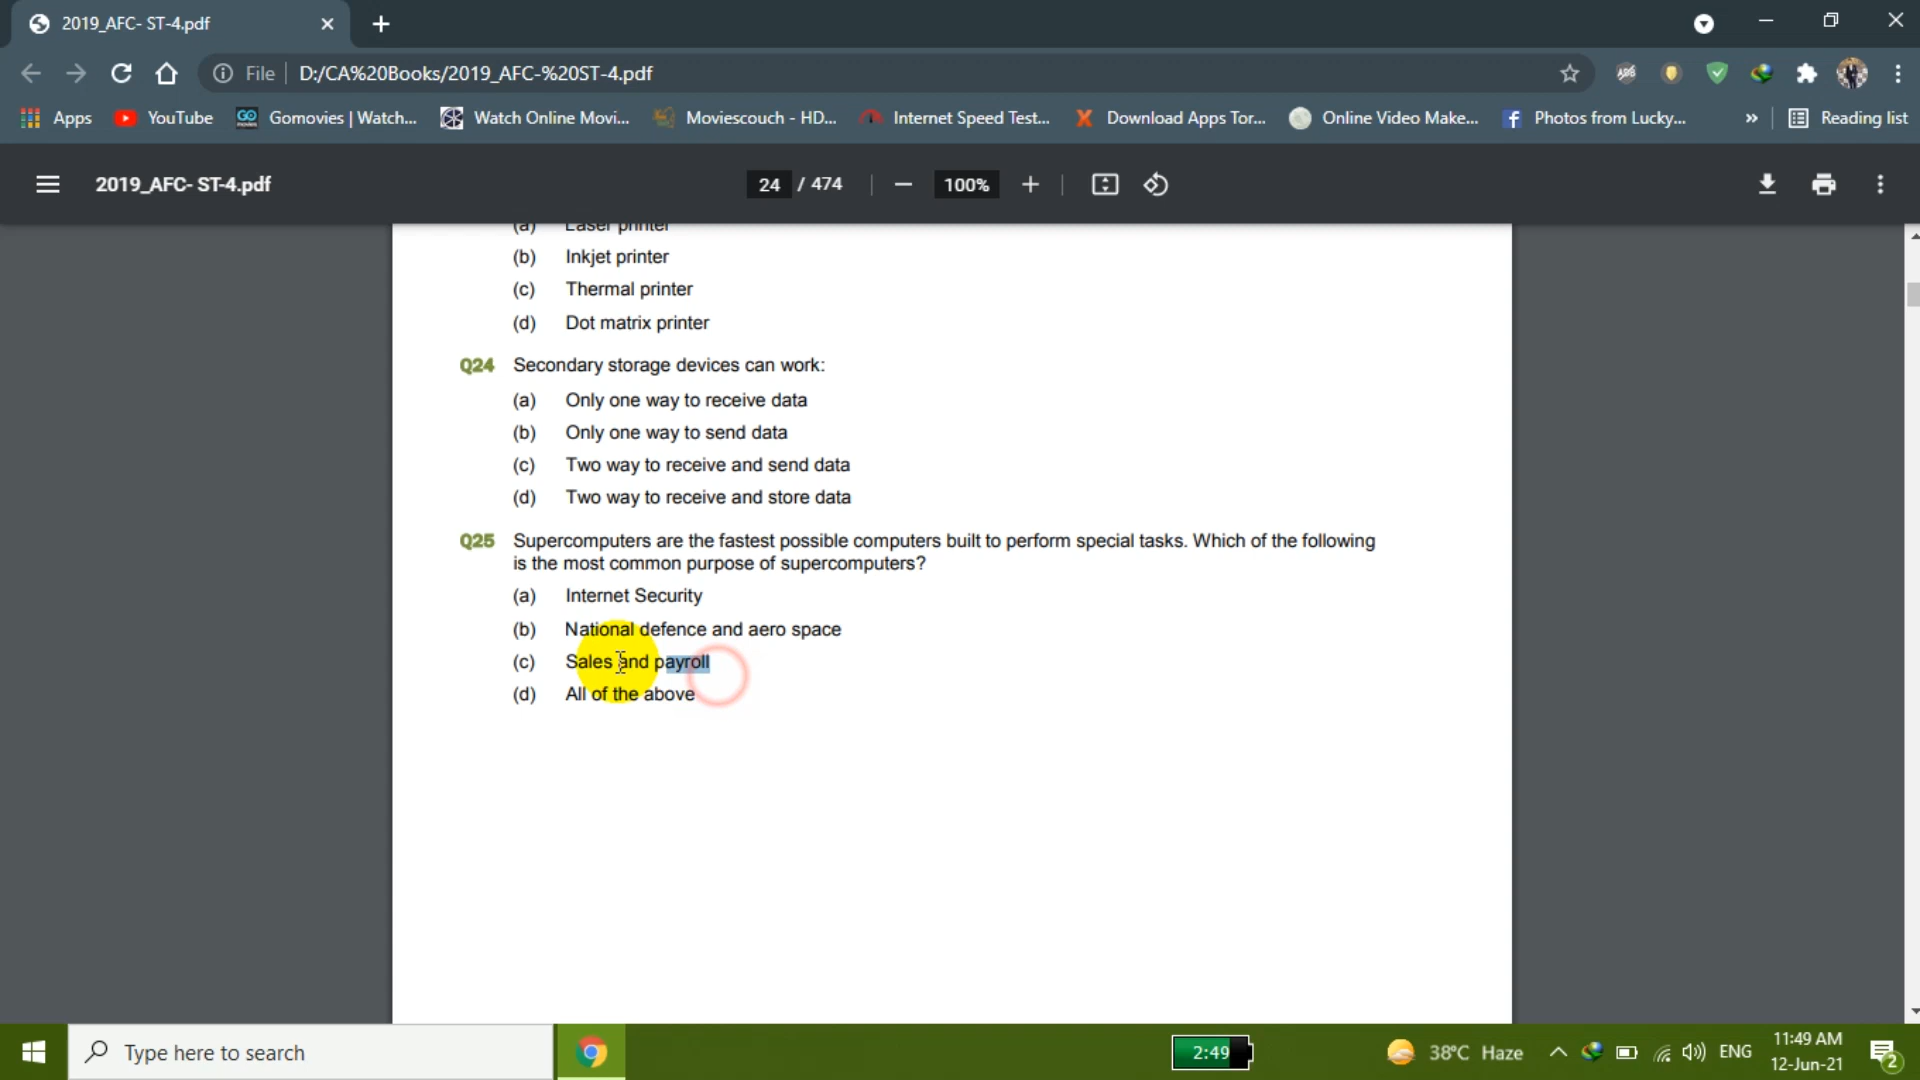 2019_AFC- ST-4.pdf
File
D:/CA%20Books/2019_AFC-%20ST-4.pdf
Apps
YouTube
GO
Gomovies | Watch...
Watch Online Movi...
Moviescouch - HD...
Internet Speed Test...
Download Apps Tor...
Online Video Make...
Photos from Lucky...
»
Reading list
2019_AFC- ST-4.pdf
24 / 474
100%
(a) Laser printer
(b) Inkjet printer
(c) Thermal printer
(d) Dot matrix printer
Q24 Secondary storage devices can work:
(a) Only one way to receive data
(b) Only one way to send data
(c) Two way to receive and send data
(d) Two way to receive and store data
Q25 Supercomputers are the fastest possible computers built to perform special tasks. Which of the following
is the most common purpose of supercomputers?
(a) Internet Security
(b) National defence and aero space
(c) Sales and payroll
(d) All of the above
Type here to search
2:49
38°C Haze
ENG
11:49 AM
12-Jun-21
2